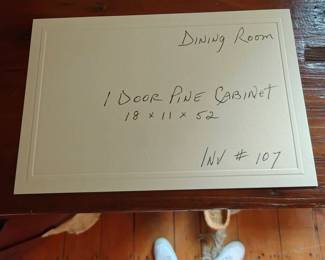 Dining Room
1 Door Pine Cabinet
18 x 11 x 52
Inv # 107